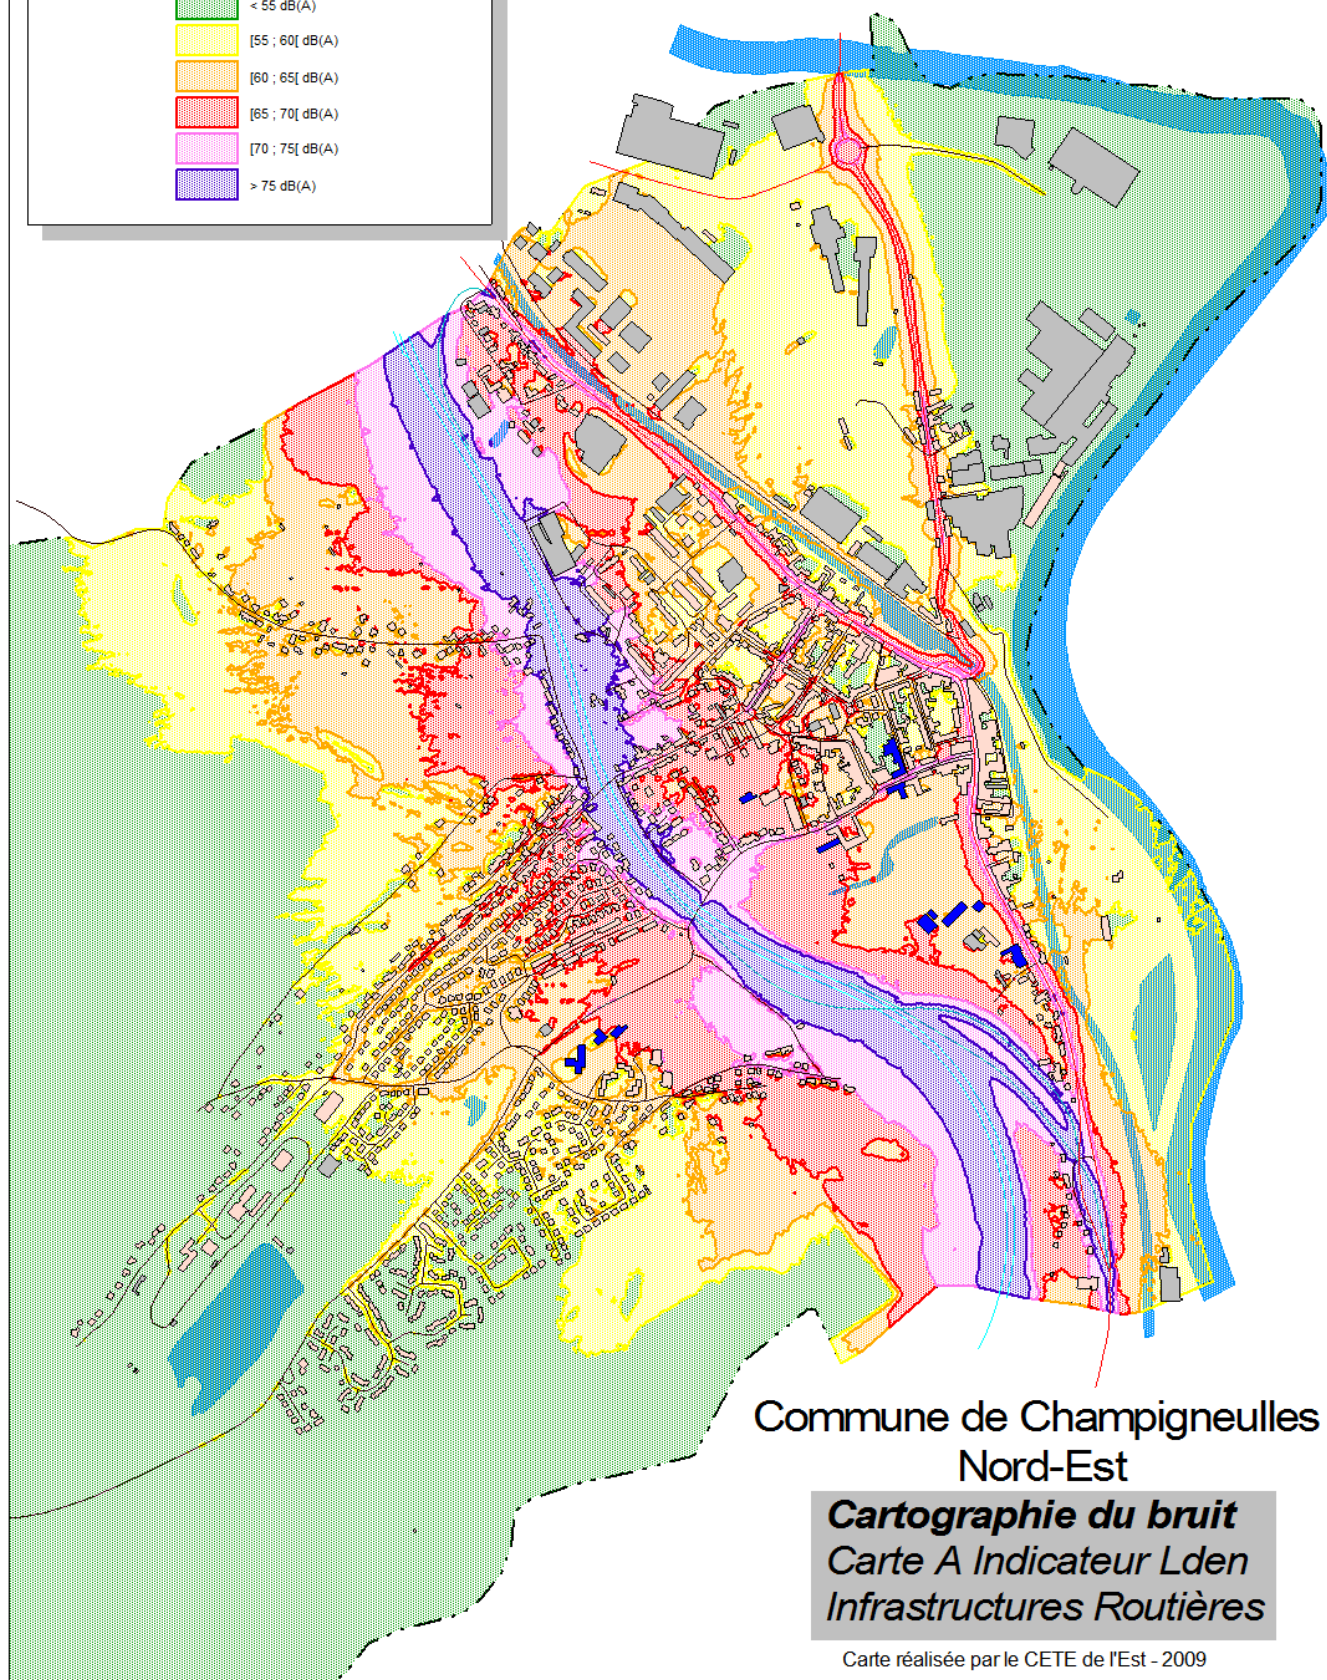 < 55 dB(A)
[55 ; 60[ dB(A)
[60 ; 65[ dB(A)
[65 ; 70[ dB(A)
[70 ; 75[ dB(A)
> 75 dB(A)
Commune de Champigneulles
Nord-Est
Cartographie du bruit
Carte A Indicateur Lden
Infrastructures Routières
Carte réalisée par le CETE de l'Est - 2009